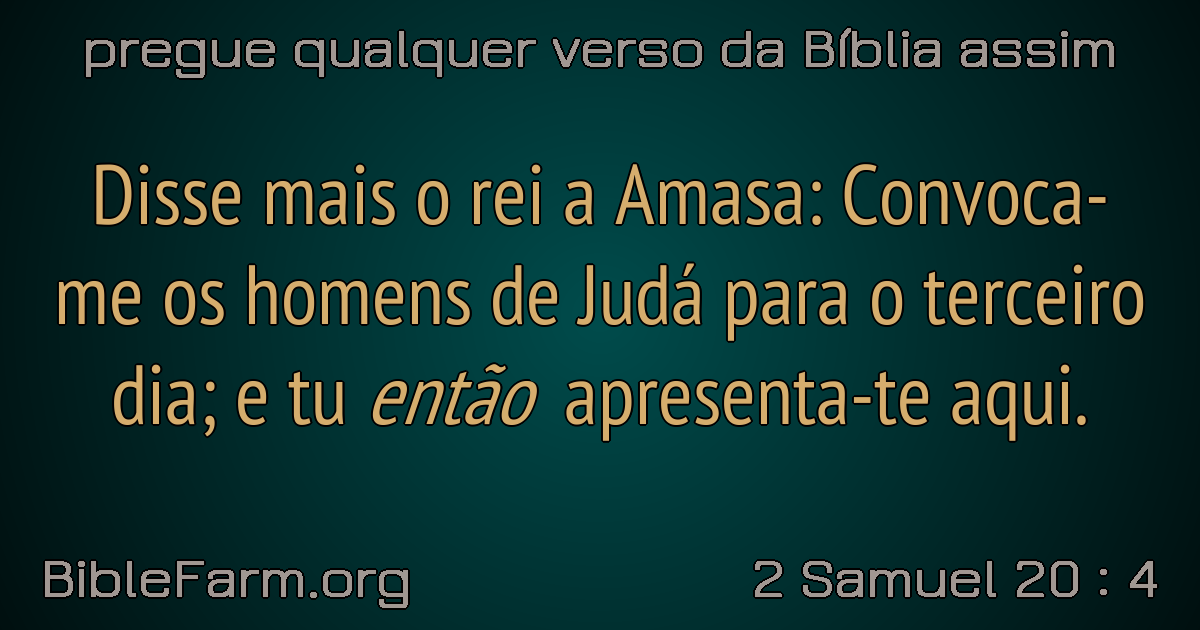 pregue qualquer verso da Bíblia assim
Disse mais o rei a Amasa: Convoca-
me os homens de Judá para o terceiro
dia; e tu então apresenta-te aqui.
BibleFarm.org
2 Samuel 20 : 4